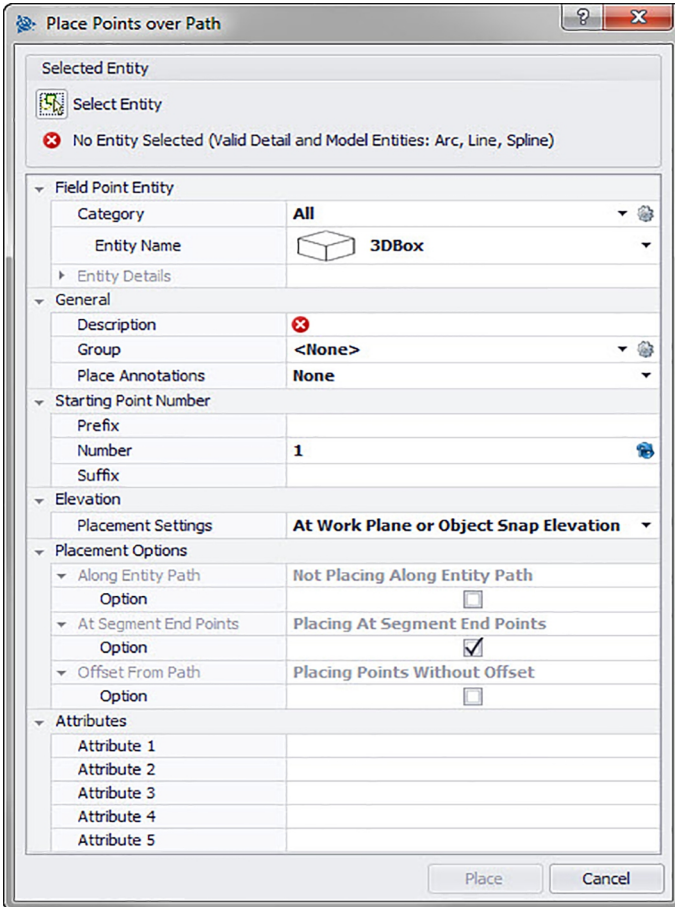 Place Points over Path
?
Selected Entity
Select Entity
No Entity Selected (Valid Detail and Model Entities: Arc, Line, Spline)
Field Point Entity
Category All
Entity Name 3DBox
Entity Details
General
Description
Group <None>
Place Annotations None
Starting Point Number
Prefix
Number 1
Suffix
Elevation
Placement Settings At Work Plane or Object Snap Elevation
Placement Options
Along Entity Path Not Placing Along Entity Path
Option
At Segment End Points Placing At Segment End Points
Option
Offset From Path Placing Points Without Offset
Option
Attributes
Attribute 1
Attribute 2
Attribute 3
Attribute 4
Attribute 5
Place Cancel